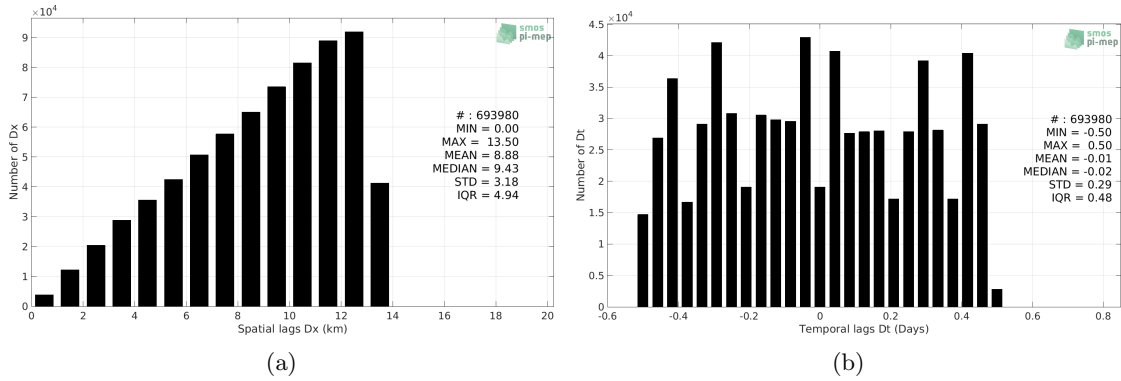 ×10⁴
9
8
7
6
5
4
3
2
1
0
Number of Dx
smos
pi-mep
# : 693980
MIN = 0.00
MAX = 13.50
MEAN = 8.88
MEDIAN = 9.43
STD = 3.18
IQR = 4.94
0 2 4 6 8 10 12 14 16 18 20
Spatial lags Dx (km)
(a)
×10⁴
4.5
4
3.5
3
2.5
2
1.5
1
0.5
0
Number of Dt
smos
pi-mep
# : 693980
MIN = -0.50
MAX = 0.50
MEAN = -0.01
MEDIAN = -0.02
STD = 0.29
IQR = 0.48
-0.6 -0.4 -0.2 0 0.2 0.4 0.6 0.8
Temporal lags Dt (Days)
(b)